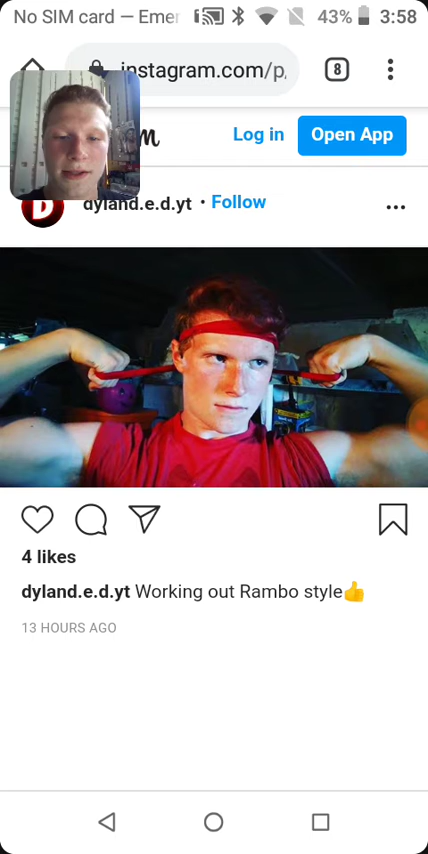 No SIM card — Emer 43% 3:58
instagram.com/p/
8
m Log in Open App
D dyland.e.d.yt • Follow
4 likes
dyland.e.d.yt Working out Rambo style👍
13 HOURS AGO